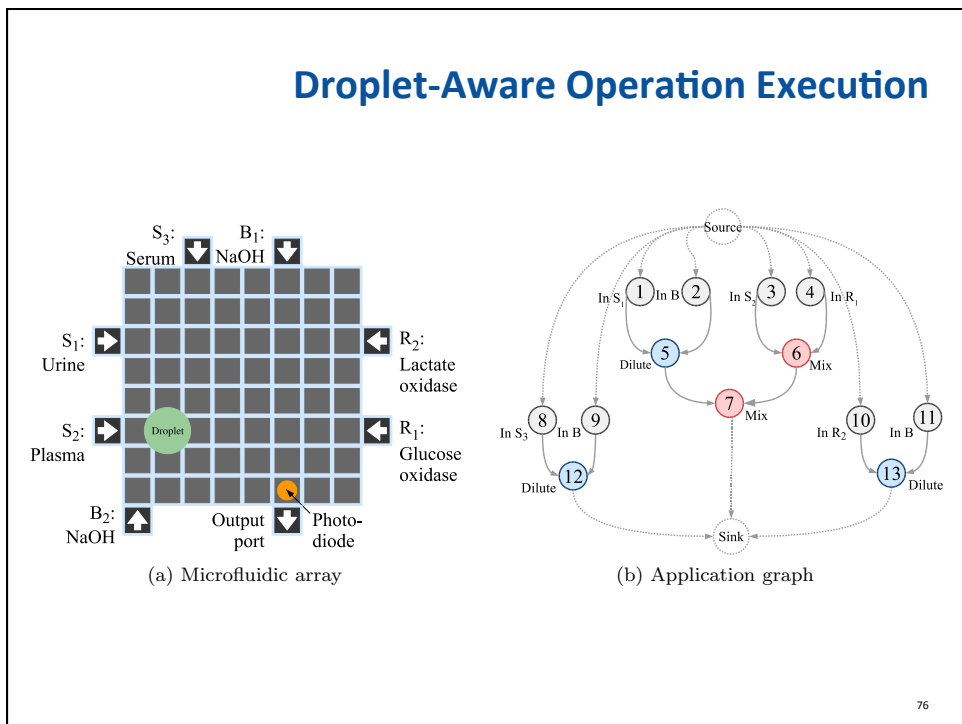 Droplet-Aware Operation Execution
S3:
Serum
B1:
NaOH
S1:
Urine
R2:
Lactate
oxidase
Droplet
S2:
Plasma
R1:
Glucose
oxidase
B2:
NaOH
Output
port
Photo-
diode
(a) Microfluidic array
Source
1
2
3
4
In S1
In B
In S2
In R1
5
6
Dilute
Mix
7
Mix
8
9
10
11
In S3
In B
In R2
In B
12
13
Dilute
Dilute
Sink
(b) Application graph
76